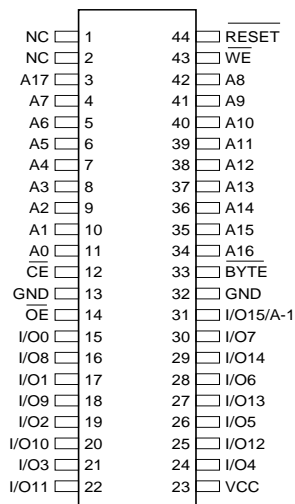 NC 1 44 RESET
NC 2 43 WE
A17 3 42 A8
A7 4 41 A9
A6 5 40 A10
A5 6 39 A11
A4 7 38 A12
A3 8 37 A13
A2 9 36 A14
A1 10 35 A15
A0 11 34 A16
CE 12 33 BYTE
GND 13 32 GND
OE 14 31 I/O15/A-1
I/O0 15 30 I/O7
I/O8 16 29 I/O14
I/O1 17 28 I/O6
I/O9 18 27 I/O13
I/O2 19 26 I/O5
I/O10 20 25 I/O12
I/O3 21 24 I/O4
I/O11 22 23 VCC